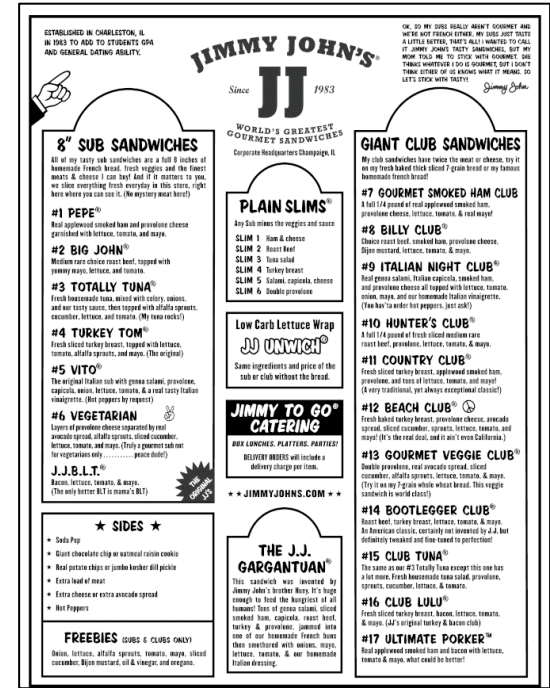 ESTABLISHED IN CHARLESTON, IL
IN 1983 TO ADD TO STUDENTS GPA
AND GENERAL DATING ABILITY.
JIMMY JOHN'S®
Since JJ 1983
WORLD'S GREATEST
GOURMET SANDWICHES
Corporate Headquarters Champaign, IL
OK, SO MY SUBS REALLY AREN'T GOURMET AND
WE'RE NOT FRENCH EITHER. MY SUBS JUST TASTE
A LITTLE BETTER, THAT'S ALL! I WANTED TO CALL
IT JIMMY JOHN'S TASTY SANDWICHES, BUT MY
MOM TOLD ME TO STICK WITH GOURMET. SHE
THINKS WHATEVER I DO IS GOURMET, BUT I DON'T
THINK EITHER OF US KNOWS WHAT IT MEANS. SO
LET'S STICK WITH TASTY!
Jimmy John
8" SUB SANDWICHES
All of my tasty sub sandwiches are a full 8 inches of
homemade French bread, fresh veggies and the finest
meats & cheese I can buy! And if it matters to you,
we slice everything fresh everyday in this store, right
here where you can see it. (No mystery meat here!)
#1 PEPE®
Real applewood smoked ham and provolone cheese
garnished with lettuce, tomato, and mayo.
#2 BIG JOHN®
Medium rare choice roast beef, topped with
yummy mayo, lettuce, and tomato.
#3 TOTALLY TUNA®
Fresh housemade tuna, mixed with celery, onions,
and our tasty sauce, then topped with alfalfa sprouts,
cucumber, lettuce, and tomato. (My tuna rocks!)
#4 TURKEY TOM®
Fresh sliced turkey breast, topped with lettuce,
tomato, alfalfa sprouts, and mayo. (The original)
#5 VITO®
The original Italian sub with genoa salami, provolone,
capicola, onion, lettuce, tomato, & a real tasty Italian
vinaigrette. (Hot peppers by request)
#6 VEGETARIAN
Layers of provolone cheese separated by real
avocado spread, alfalfa sprouts, sliced cucumber,
lettuce, tomato, and mayo. (Truly a gourmet sub not
for vegetarians only . . . . . . . . . . peace dude!)
J.J.B.L.T.®
Bacon, lettuce, tomato, & mayo.
(The only better BLT is mama's BLT)
THE
ORIGINAL
JJ'S
★ SIDES ★
★ Soda Pop
★ Giant chocolate chip or oatmeal raisin cookie
★ Real potato chips or jumbo kosher dill pickle
★ Extra load of meat
★ Extra cheese or extra avocado spread
★ Hot Peppers
FREEBIES (SUBS & CLUBS ONLY)
Onion, lettuce, alfalfa sprouts, tomato, mayo, sliced
cucumber, Dijon mustard, oil & vinegar, and oregano.
PLAIN SLIMS®
Any Sub minus the veggies and sauce
SLIM 1 Ham & cheese
SLIM 2 Roast Beef
SLIM 3 Tuna salad
SLIM 4 Turkey breast
SLIM 5 Salami, capicola, cheese
SLIM 6 Double provolone
Low Carb Lettuce Wrap
JJ UNWICH®
Same ingredients and price of the
sub or club without the bread.
JIMMY TO GO®
CATERING
BOX LUNCHES, PLATTERS, PARTIES!
DELIVERY ORDERS will include a
delivery charge per item.
★ ★ JIMMYJOHNS.COM ★ ★
THE J.J.
GARGANTUAN®
This sandwich was invented by
Jimmy John's brother Huey. It's huge
enough to feed the hungriest of all
humans! Tons of genoa salami, sliced
smoked ham, capicola, roast beef,
turkey & provolone, jammed into
one of our homemade French buns
then smothered with onions, mayo,
lettuce, tomato, & our homemade
Italian dressing.
GIANT CLUB SANDWICHES
My club sandwiches have twice the meat or cheese, try it
on my fresh baked thick sliced 7-grain bread or my famous
homemade french bread!
#7 GOURMET SMOKED HAM CLUB
A full 1/4 pound of real applewood smoked ham,
provolone cheese, lettuce, tomato, & real mayo!
#8 BILLY CLUB®
Choice roast beef, smoked ham, provolone cheese,
Dijon mustard, lettuce, tomato, & mayo.
#9 ITALIAN NIGHT CLUB®
Real genoa salami, Italian capicola, smoked ham,
and provolone cheese all topped with lettuce, tomato,
onion, mayo, and our homemade Italian vinaigrette.
(You hav'ta order hot peppers, just ask!)
#10 HUNTER'S CLUB®
A full 1/4 pound of fresh sliced medium rare
roast beef, provolone, lettuce, tomato, & mayo.
#11 COUNTRY CLUB®
Fresh sliced turkey breast, applewood smoked ham,
provolone, and tons of lettuce, tomato, and mayo!
(A very traditional, yet always exceptional classic!)
#12 BEACH CLUB®
Fresh baked turkey breast, provolone cheese, avocado
spread, sliced cucumber, sprouts, lettuce, tomato, and
mayo! (It's the real deal, and it ain't even California.)
#13 GOURMET VEGGIE CLUB®
Double provolone, real avocado spread, sliced
cucumber, alfalfa sprouts, lettuce, tomato, & mayo.
(Try it on my 7-grain whole wheat bread. This veggie
sandwich is world class!)
#14 BOOTLEGGER CLUB®
Roast beef, turkey breast, lettuce, tomato, & mayo.
An American classic, certainly not invented by J.J. but
definitely tweaked and fine-tuned to perfection!
#15 CLUB TUNA®
The same as our #3 Totally Tuna except this one has
a lot more. Fresh housemade tuna salad, provolone,
sprouts, cucumber, lettuce, & tomato.
#16 CLUB LULU®
Fresh sliced turkey breast, bacon, lettuce, tomato,
& mayo. (JJ's original turkey & bacon club)
#17 ULTIMATE PORKER™
Real applewood smoked ham and bacon with lettuce,
tomato & mayo, what could be better!